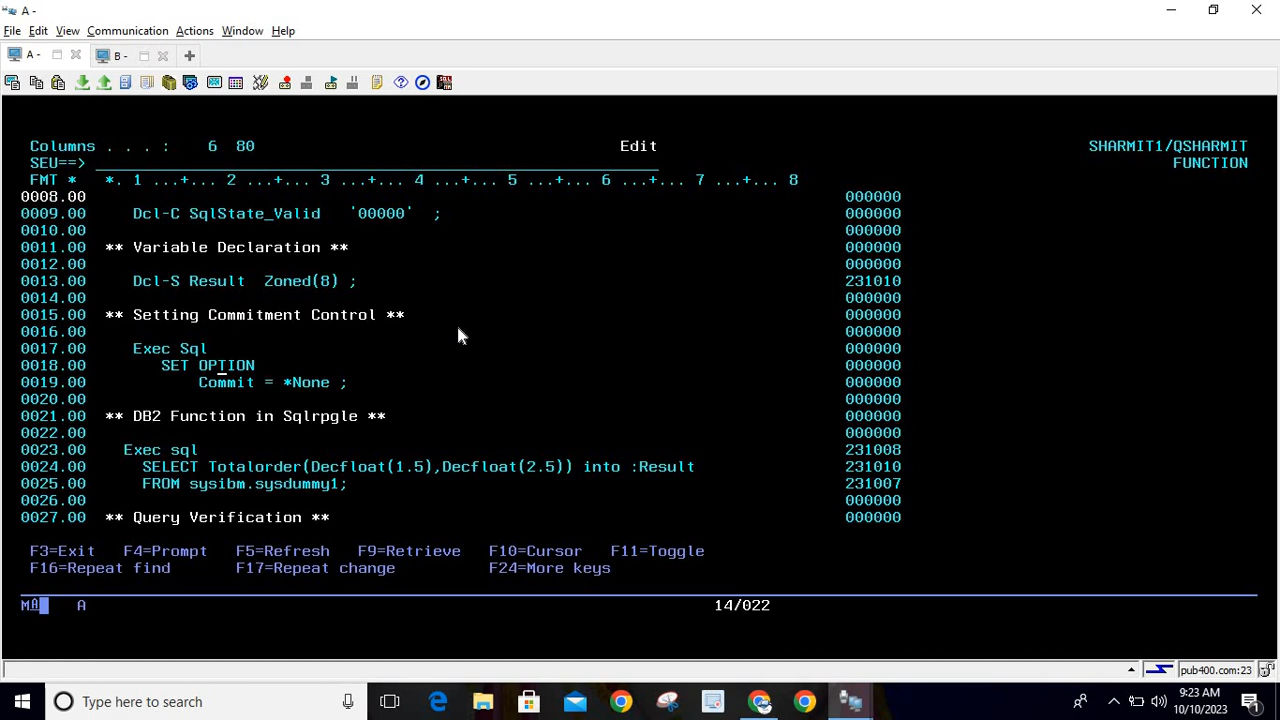 A -
File Edit View Communication Actions Window Help
A - B -
Columns . . . : 6 80 Edit SHARMIT1/QSHARMIT
SEU==> FUNCTION
FMT * *. 1 ...+... 2 ...+... 3 ...+... 4 ...+... 5 ...+... 6 ...+... 7 ...+... 8
0008.00 000000
0009.00 Dcl-C SqlState_Valid '00000' ; 000000
0010.00 000000
0011.00 ** Variable Declaration ** 000000
0012.00 000000
0013.00 Dcl-S Result Zoned(8) ; 231010
0014.00 000000
0015.00 ** Setting Commitment Control ** 000000
0016.00 000000
0017.00 Exec Sql 000000
0018.00 SET OPTION 000000
0019.00 Commit = *None ; 000000
0020.00 000000
0021.00 ** DB2 Function in Sqlrpgle ** 000000
0022.00 000000
0023.00 Exec sql 231008
0024.00 SELECT Totalorder(Decfloat(1.5),Decfloat(2.5)) into :Result 231010
0025.00 FROM sysibm.sysdummy1; 231007
0026.00 000000
0027.00 ** Query Verification ** 000000
F3=Exit F4=Prompt F5=Refresh F9=Retrieve F10=Cursor F11=Toggle
F16=Repeat find F17=Repeat change F24=More keys
MA A 14/022
pub400.com:23
Type here to search
9:23 AM
10/10/2023